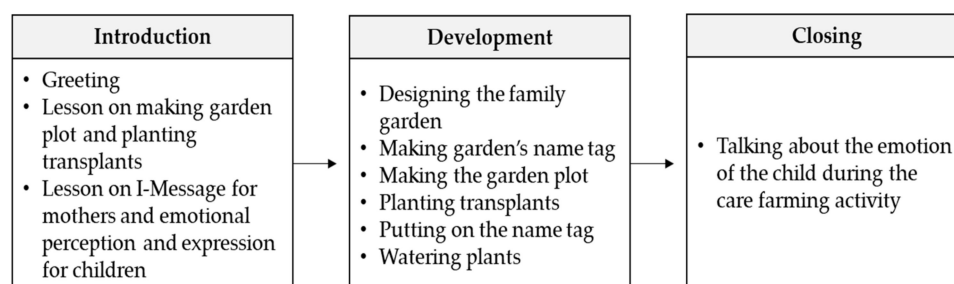 Introduction
• Greeting
• Lesson on making garden
plot and planting
transplants
• Lesson on I-Message for
mothers and emotional
perception and expression
for children
Development
• Designing the family
garden
• Making garden's name tag
• Making the garden plot
• Planting transplants
• Putting on the name tag
• Watering plants
Closing
• Talking about the emotion
of the child during the
care farming activity